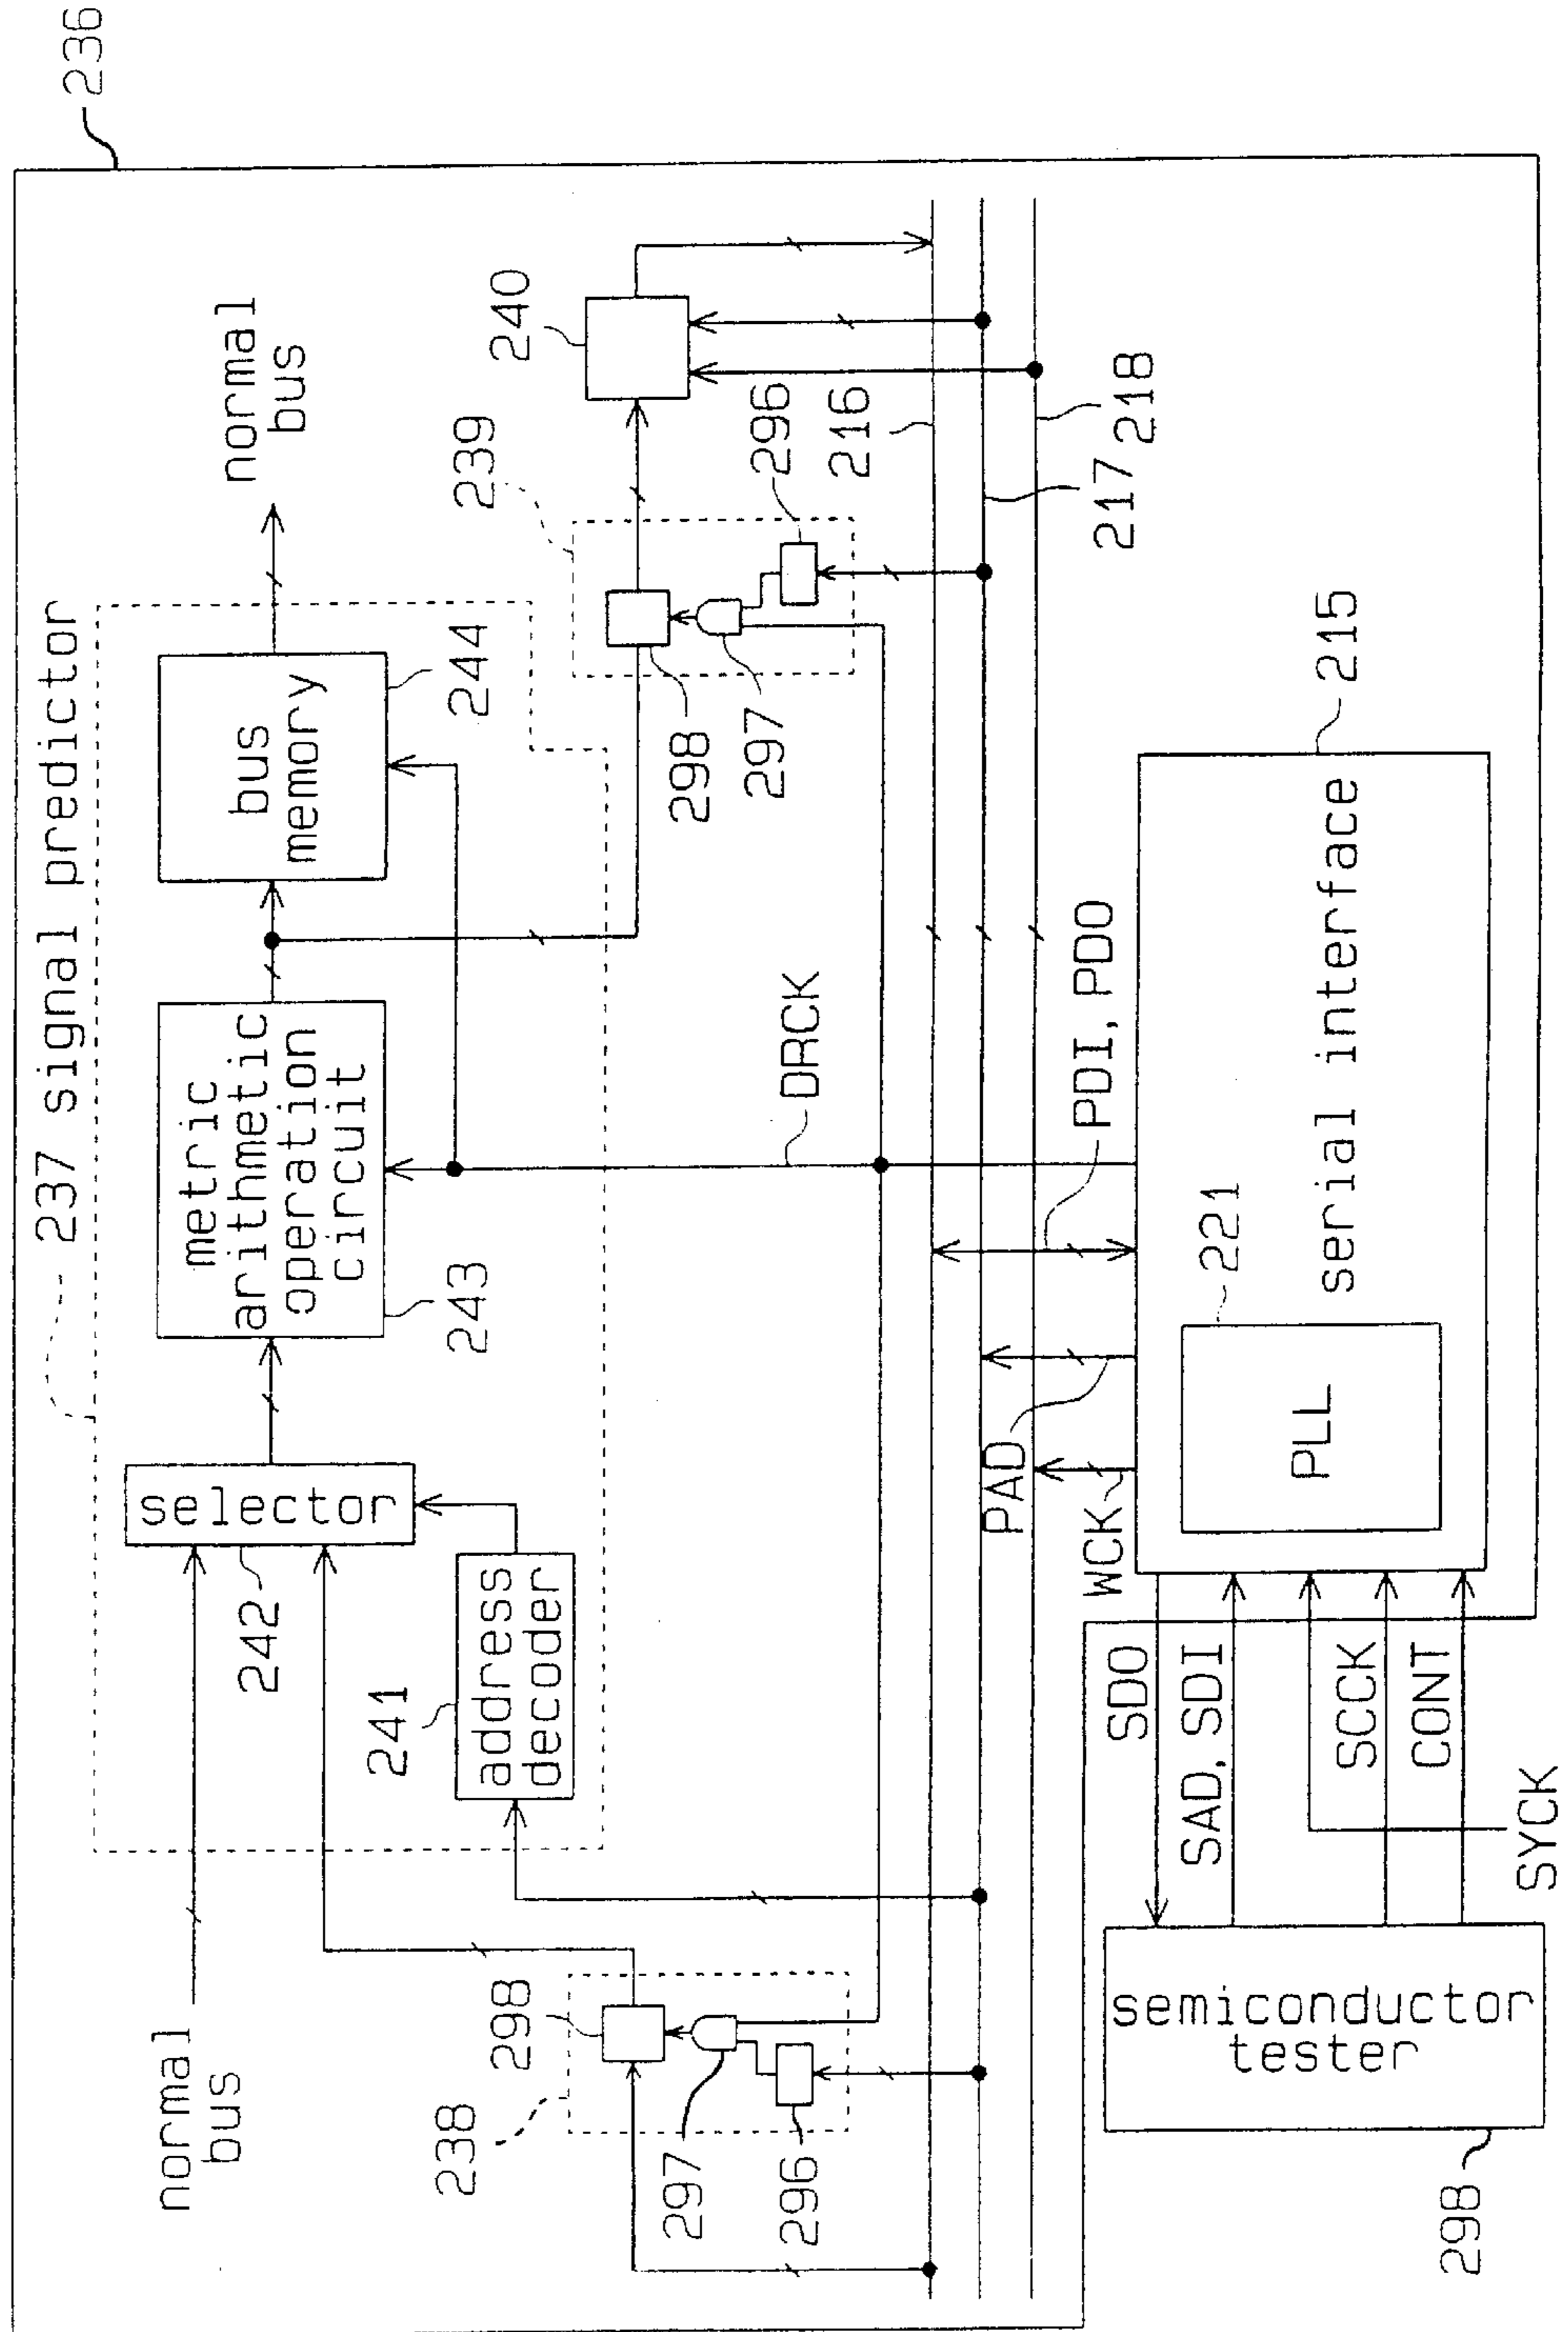 236
237 signal predictor
normal
bus
selector
242
metric
arithmetic
operation
circuit
243
bus
memory
244
normal
bus
address
decoder
241
238
298
297
296
239
298
297
296
240
DRCK
216
217
218
PAD
WCK
PDI, PDO
215
serial interface
221
PLL
SDO
SAD, SDI
SCCK
CONT
SYCK
semiconductor
tester
298